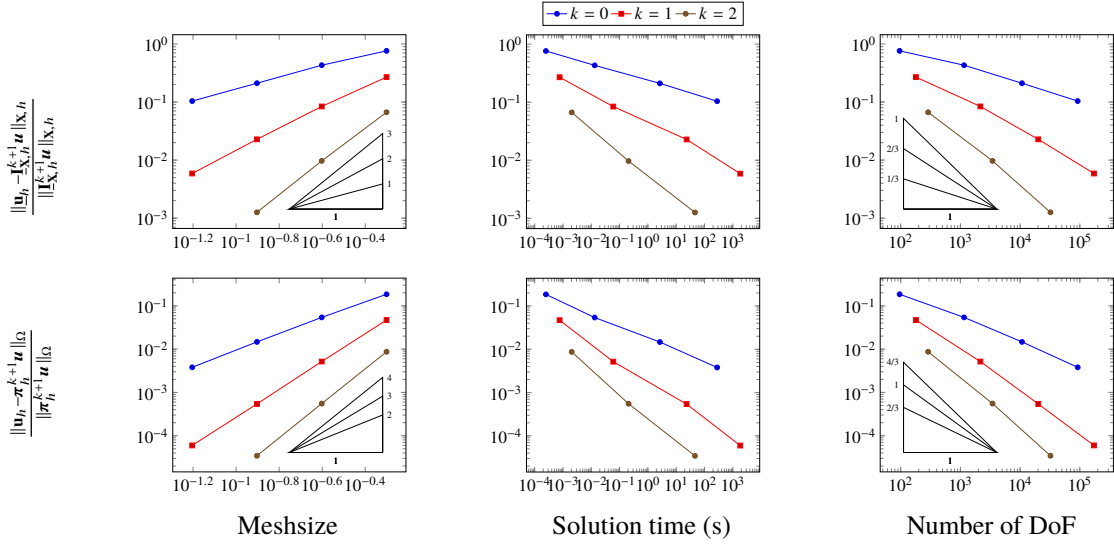 k = 0 k = 1 k = 2
10^0
10^−1
10^−2
10^−3
10^−1.2 10^−1 10^−0.8 10^−0.6 10^−0.4
3
2
1
1
10^0
10^−1
10^−2
10^−3
10^−4 10^−3 10^−2 10^−1 10^0 10^1 10^2 10^3
10^0
10^−1
10^−2
10^−3
10^2 10^3 10^4 10^5
1
2/3
1/3
1
||u_h−I^{k+1}_{X,h}u||_{X,h}
||I^{k+1}_{X,h}u||_{X,h}
10^−1
10^−2
10^−3
10^−4
10^−1.2 10^−1 10^−0.8 10^−0.6 10^−0.4
4
3
2
1
10^−1
10^−2
10^−3
10^−4
10^−4 10^−3 10^−2 10^−1 10^0 10^1 10^2 10^3
10^−1
10^−2
10^−3
10^−4
10^2 10^3 10^4 10^5
4/3
1
2/3
1
||u_h−π_h^{k+1}u||_Ω
||π_h^{k+1}u||_Ω
Meshsize
Solution time (s)
Number of DoF